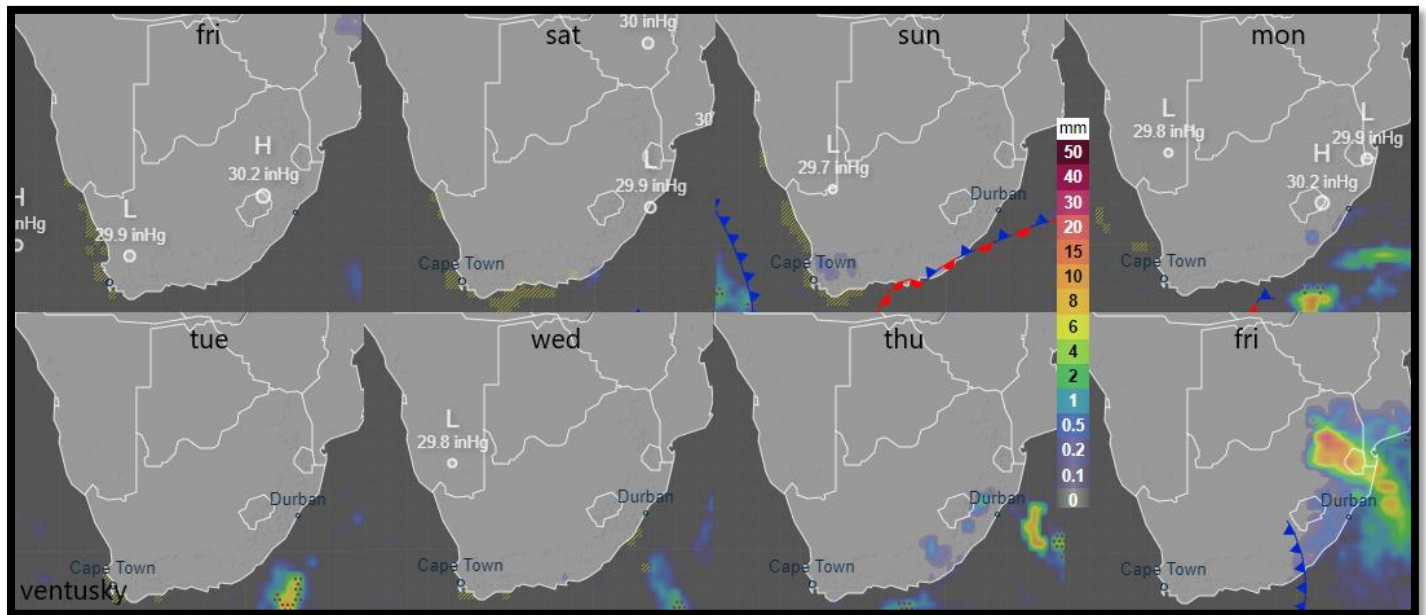 fri
H
30.2 inHg
H
nHg
L
29.9 inHg
sat
30 inHg
30
L
29.9 inHg
Cape Town
sun
L
29.7 inHg
Durban
Cape Town
mon
L
29.8 inHg
L
29.9 inHg
H
30.2 inHg
Cape Town
mm
50
40
30
20
15
10
8
6
4
2
1
0.5
0.2
0.1
0
tue
Durban
Cape Town
ventusky
wed
L
29.8 inHg
Durban
Cape Town
thu
Durban
Cape Town
fri
Durban
Cape Town